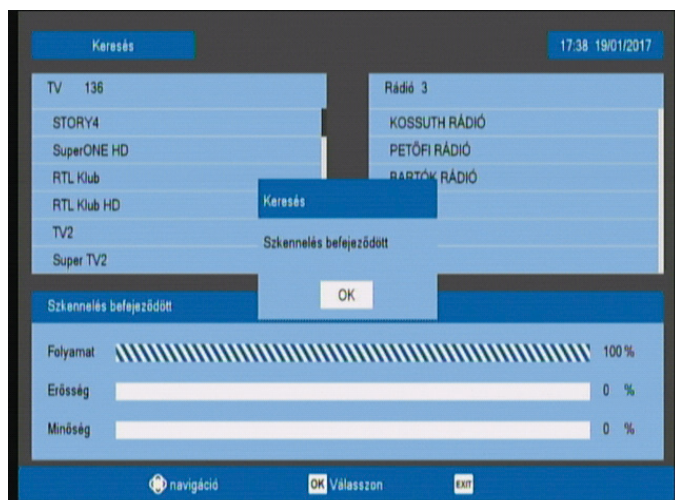 Keresés
17:38 19/01/2017
TV 136
Rádió 3
STORY4
KOSSUTH RÁDIÓ
SuperONE HD
PETŐFI RÁDIÓ
RTL Klub
BARTÓK RÁDIÓ
RTL Klub HD
TV2
Super TV2
Keresés
Szkennelés befejeződött
OK
Szkennelés befejeződött
Folyamat 100 %
Erősség 0 %
Minőség 0 %
navigáció OK Válasszon EXIT